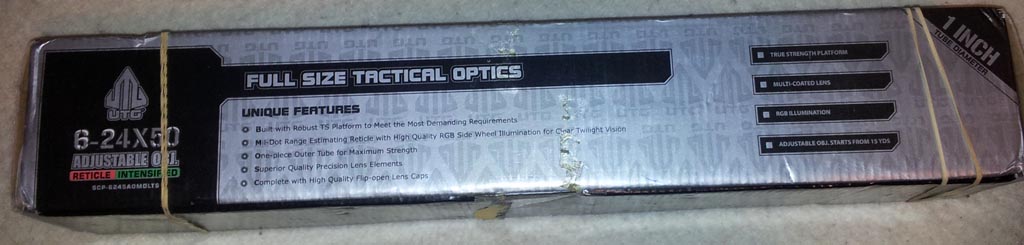 UTG
6-24X50
ADJUSTABLE OBJ.
RETICLE INTENSIFIED
SCP-6245AOMDLTS
FULL SIZE TACTICAL OPTICS
UNIQUE FEATURES
Built with Robust TS Platform to Meet the Most Demanding Requirements
Mil-Dot Range Estimating Reticle with High Quality RGB Side Wheel Illumination for Clear Twilight Vision
One-piece Outer Tube for Maximum Strength
Superior Quality Precision Lens Elements
Complete with High Quality Flip-open Lens Caps
TRUE STRENGTH PLATFORM
MULTI-COATED LENS
RGB ILLUMINATION
ADJUSTABLE OBJ. STARTS FROM 15 YDS
1 INCH
TUBE DIAMETER